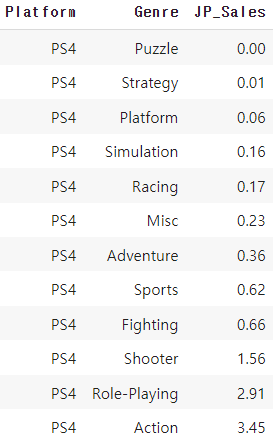 Platform Genre JP_Sales
PS4 Puzzle 0.00
PS4 Strategy 0.01
PS4 Platform 0.06
PS4 Simulation 0.16
PS4 Racing 0.17
PS4 Misc 0.23
PS4 Adventure 0.36
PS4 Sports 0.62
PS4 Fighting 0.66
PS4 Shooter 1.56
PS4 Role-Playing 2.91
PS4 Action 3.45